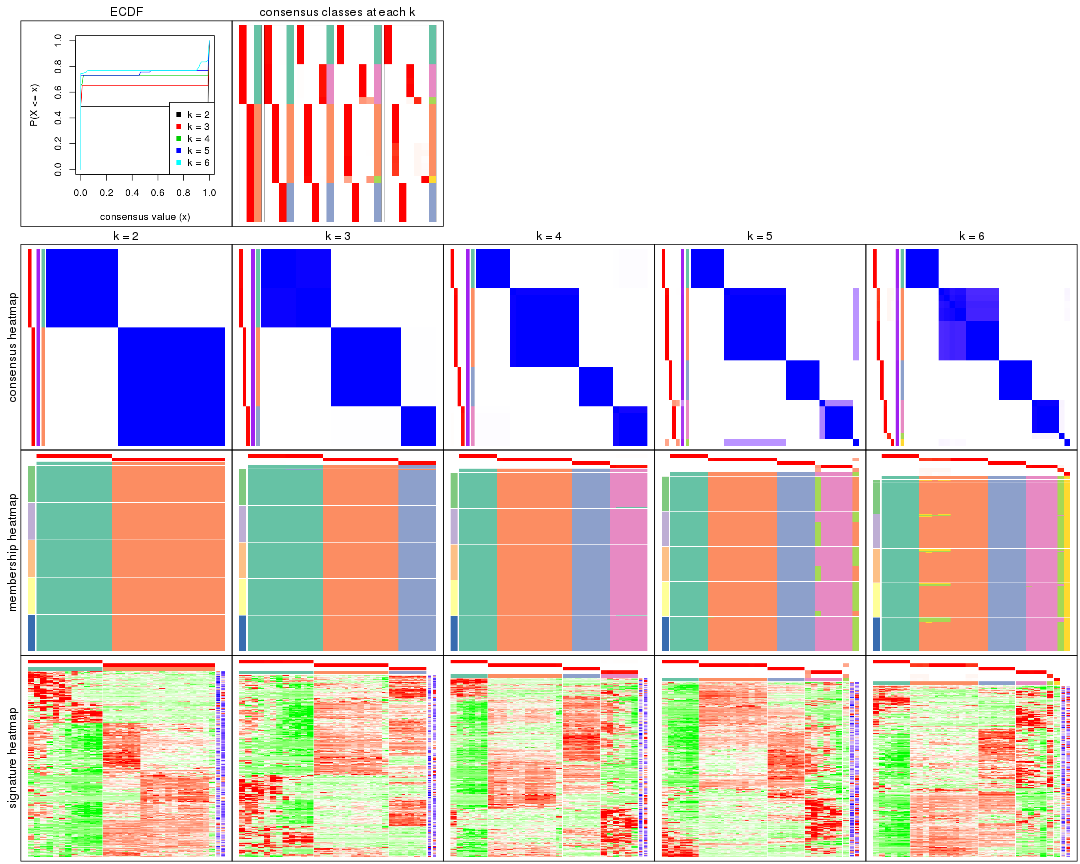 ECDF
consensus classes at each k
P(X <= x)
1.0
0.8
0.6
0.4
0.2
0.0
k = 2
k = 3
k = 4
k = 5
k = 6
0.0 0.2 0.4 0.6 0.8 1.0
consensus value (x)
k = 2
k = 3
k = 4
k = 5
k = 6
consensus heatmap
membership heatmap
signature heatmap